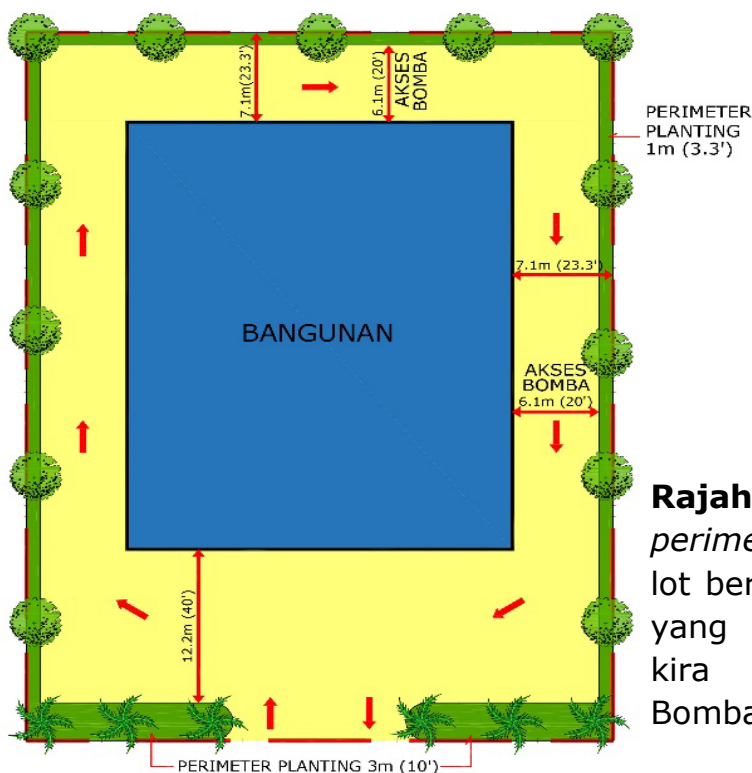 7.1m(23.3')
6.1m (20')
AKSES
BOMBA
PERIMETER
PLANTING
1m (3.3')
7.1m (23.3')
BANGUNAN
AKSES
BOMBA
6.1m (20')
12.2m (40')
PERIMETER PLANTING 3m (10')
Rajah
perime
lot ber
yang
kira
Bomba